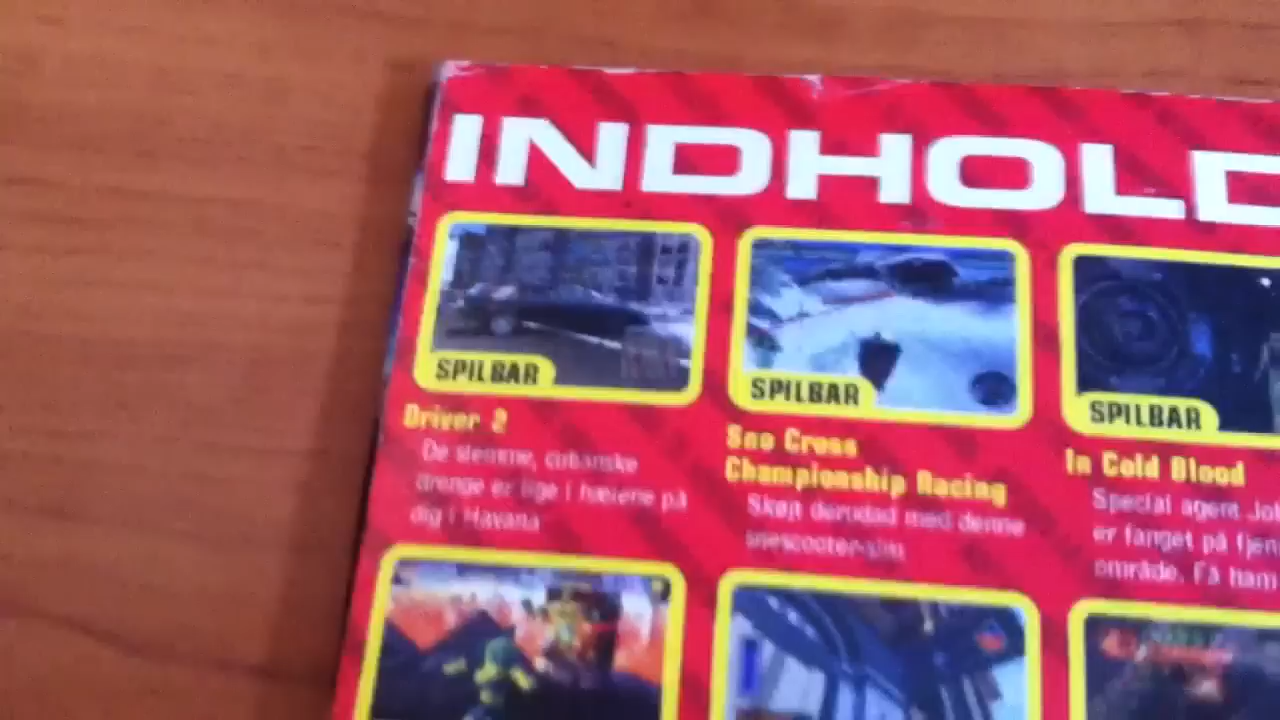 INDHOLD
SPILBAR
Driver 2
De slemme, cubanske
drenge er lige i hælene på
dig i Havana
SPILBAR
Sno Cross
Championship Racing
Skøjt derudad med denne
snescooter-sim
SPILBAR
In Cold Blood
Special agent
er fanget på
område. Få ham